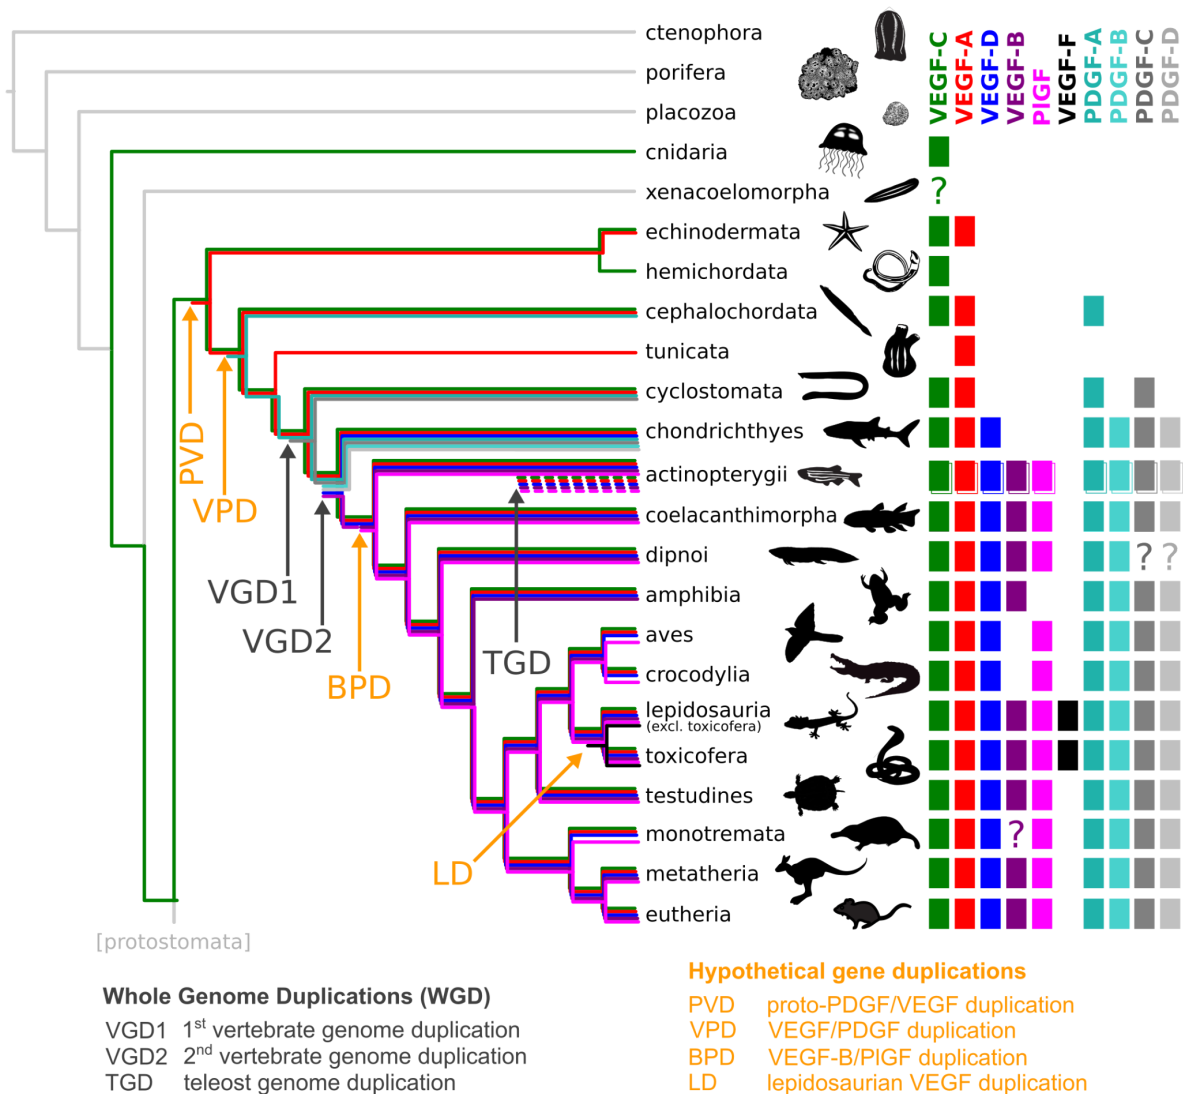 ctenophora
porifera
placozoa
cnidaria
xenacoelomorpha
echinodermata
hemichordata
cephalochordata
tunicata
cyclostomata
chondrichthyes
actinopterygii
coelacanthimorpha
dipnoi
amphibia
aves
crocodylia
lepidosauria
(excl. toxicofera)
toxicofera
testudines
monotremata
metatheria
eutheria
VEGF-C
VEGF-A
VEGF-D
VEGF-B
PlGF
VEGF-F
PDGF-A
PDGF-B
PDGF-C
PDGF-D
?
? ?
?
PVD
VPD
VGD1
VGD2
BPD
TGD
LD
[protostomata]
Whole Genome Duplications (WGD)
VGD1 1st vertebrate genome duplication
VGD2 2nd vertebrate genome duplication
TGD teleost genome duplication
Hypothetical gene duplications
PVD proto-PDGF/VEGF duplication
VPD VEGF/PDGF duplication
BPD VEGF-B/PlGF duplication
LD lepidosaurian VEGF duplication